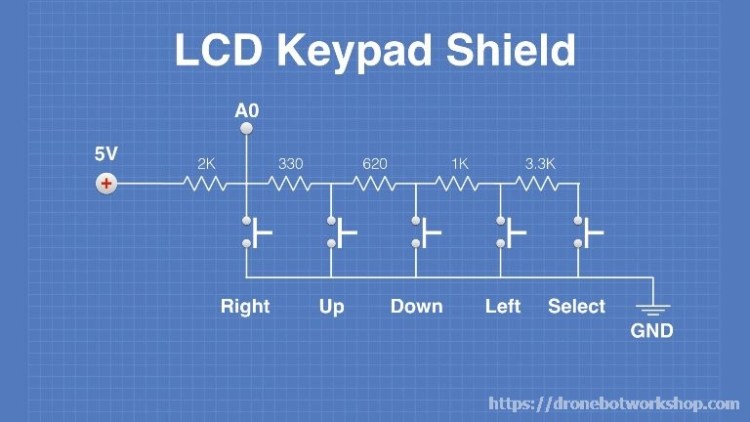 LCD Keypad Shield
A0
5V
2K 330 620 1K 3.3K
Right Up Down Left Select
GND
https://dronebotworkshop.com